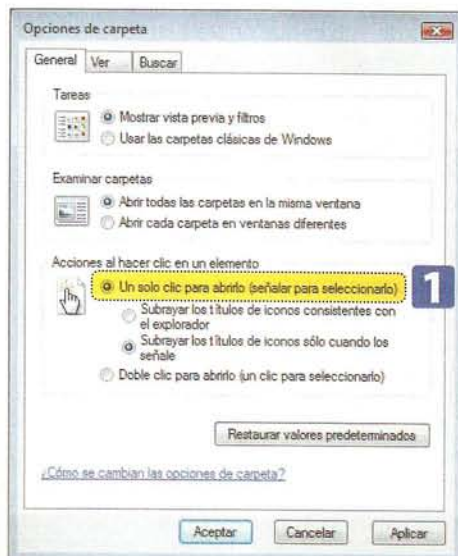 Opciones de carpeta
General
Ver
Buscar
Tareas
Mostrar vista previa y filtros
Usar las carpetas clásicas de Windows
Examinar carpetas
Abrir todas las carpetas en la misma ventana
Abrir cada carpeta en ventanas diferentes
Acciones al hacer clic en un elemento
Un solo clic para abrirlo (señalar para seleccionarlo)
1
Subrayar los títulos de iconos consistentes con
el explorador
Subrayar los títulos de iconos sólo cuando los
señale
Doble clic para abrirlo (un clic para seleccionarlo)
Restaurar valores predeterminados
¿Cómo se cambian las opciones de carpeta?
Aceptar
Cancelar
Aplicar